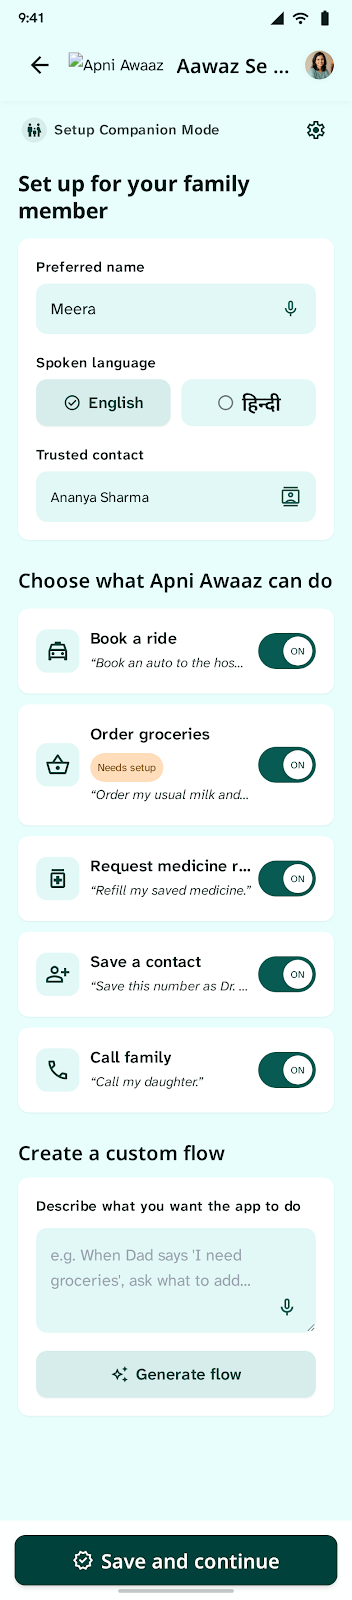 9:41
Apni Awaaz
Aawaz Se ...
Setup Companion Mode
Set up for your family
member
Preferred name
Meera
Spoken language
English
हिन्दी
Trusted contact
Ananya Sharma
Choose what Apni Awaaz can do
Book a ride
“Book an auto to the hos...
ON
Order groceries
Needs setup
“Order my usual milk and...
ON
Request medicine r...
“Refill my saved medicine.”
ON
Save a contact
“Save this number as Dr. ...
ON
Call family
“Call my daughter.”
ON
Create a custom flow
Describe what you want the app to do
e.g. When Dad says 'I need
groceries', ask what to add...
Generate flow
Save and continue